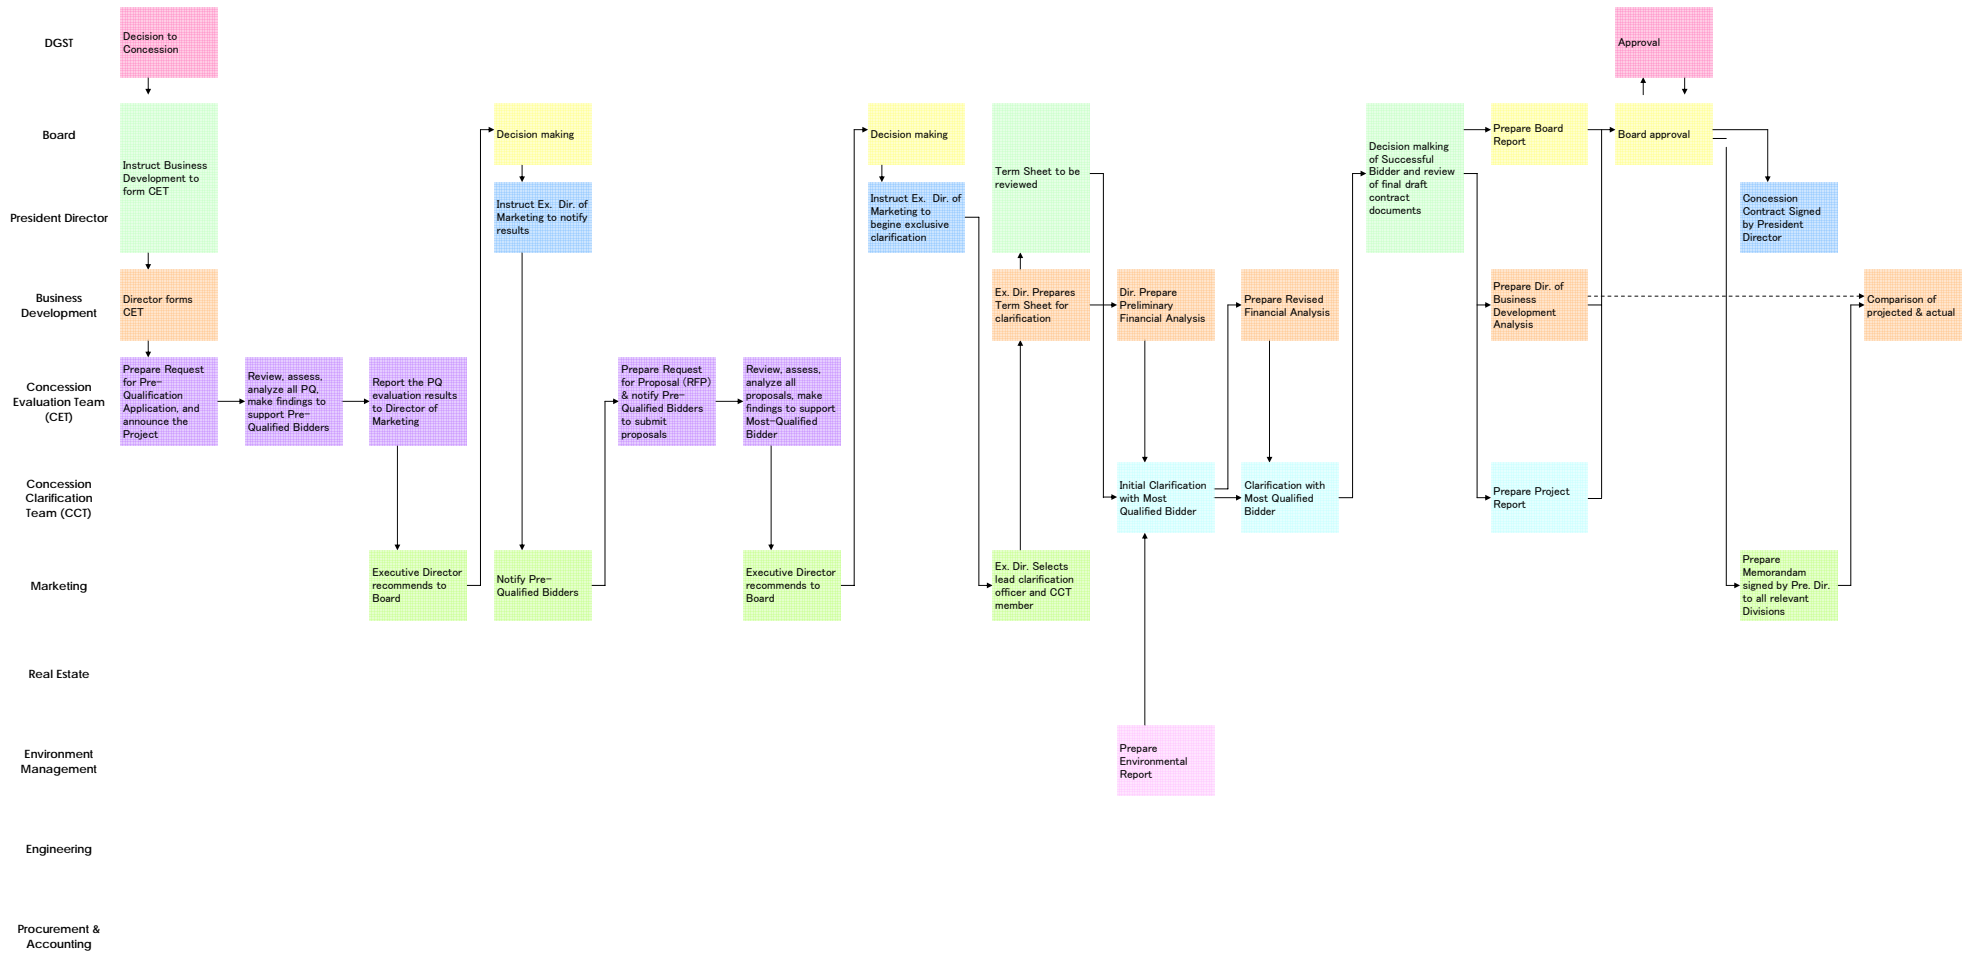 DGST
Decision to
Concession
Approval
Board
Instruct Business
Development to
form CET
Decision making
Decision making
Term Sheet to be
reviewed
Decision malking
of Successful
Bidder and review
of final draft
contract
documents
Prepare Board
Report
Board approval
President Director
Instruct Ex. Dir. of
Marketing to notify
results
Instruct Ex. Dir. of
Marketing to
begine exclusive
clarification
Concession
Contract Signed
by President
Director
Business
Development
Director forms
CET
Ex. Dir. Prepares
Term Sheet for
clarification
Dir. Prepare
Preliminary
Financial Analysis
Prepare Revised
Financial Analysis
Prepare Dir. of
Business
Development
Analysis
Comparison of
projected & actual
Concession
Evaluation Team
(CET)
Prepare Request
for Pre-
Qualification
Application, and
announce the
Project
Review, assess,
analyze all PQ,
make findings to
support Pre-
Qualified Bidders
Report the PQ
evaluation results
to Director of
Marketing
Prepare Request
for Proposal (RFP)
& notify Pre-
Qualified Bidders
to submit
proposals
Review, assess,
analyze all
proposals, make
findings to support
Most-Qualified
Bidder
Concession
Clarification
Team (CCT)
Initial Clarification
with Most
Qualified Bidder
Clarification with
Most Qualified
Bidder
Prepare Project
Report
Marketing
Executive Director
recommends to
Board
Notify Pre-
Qualified Bidders
Executive Director
recommends to
Board
Ex. Dir. Selects
lead clarification
officer and CCT
member
Prepare
Memorandam
signed by Pre. Dir.
to all relevant
Divisions
Real Estate
Environment
Management
Prepare
Environmental
Report
Engineering
Procurement &
Accounting